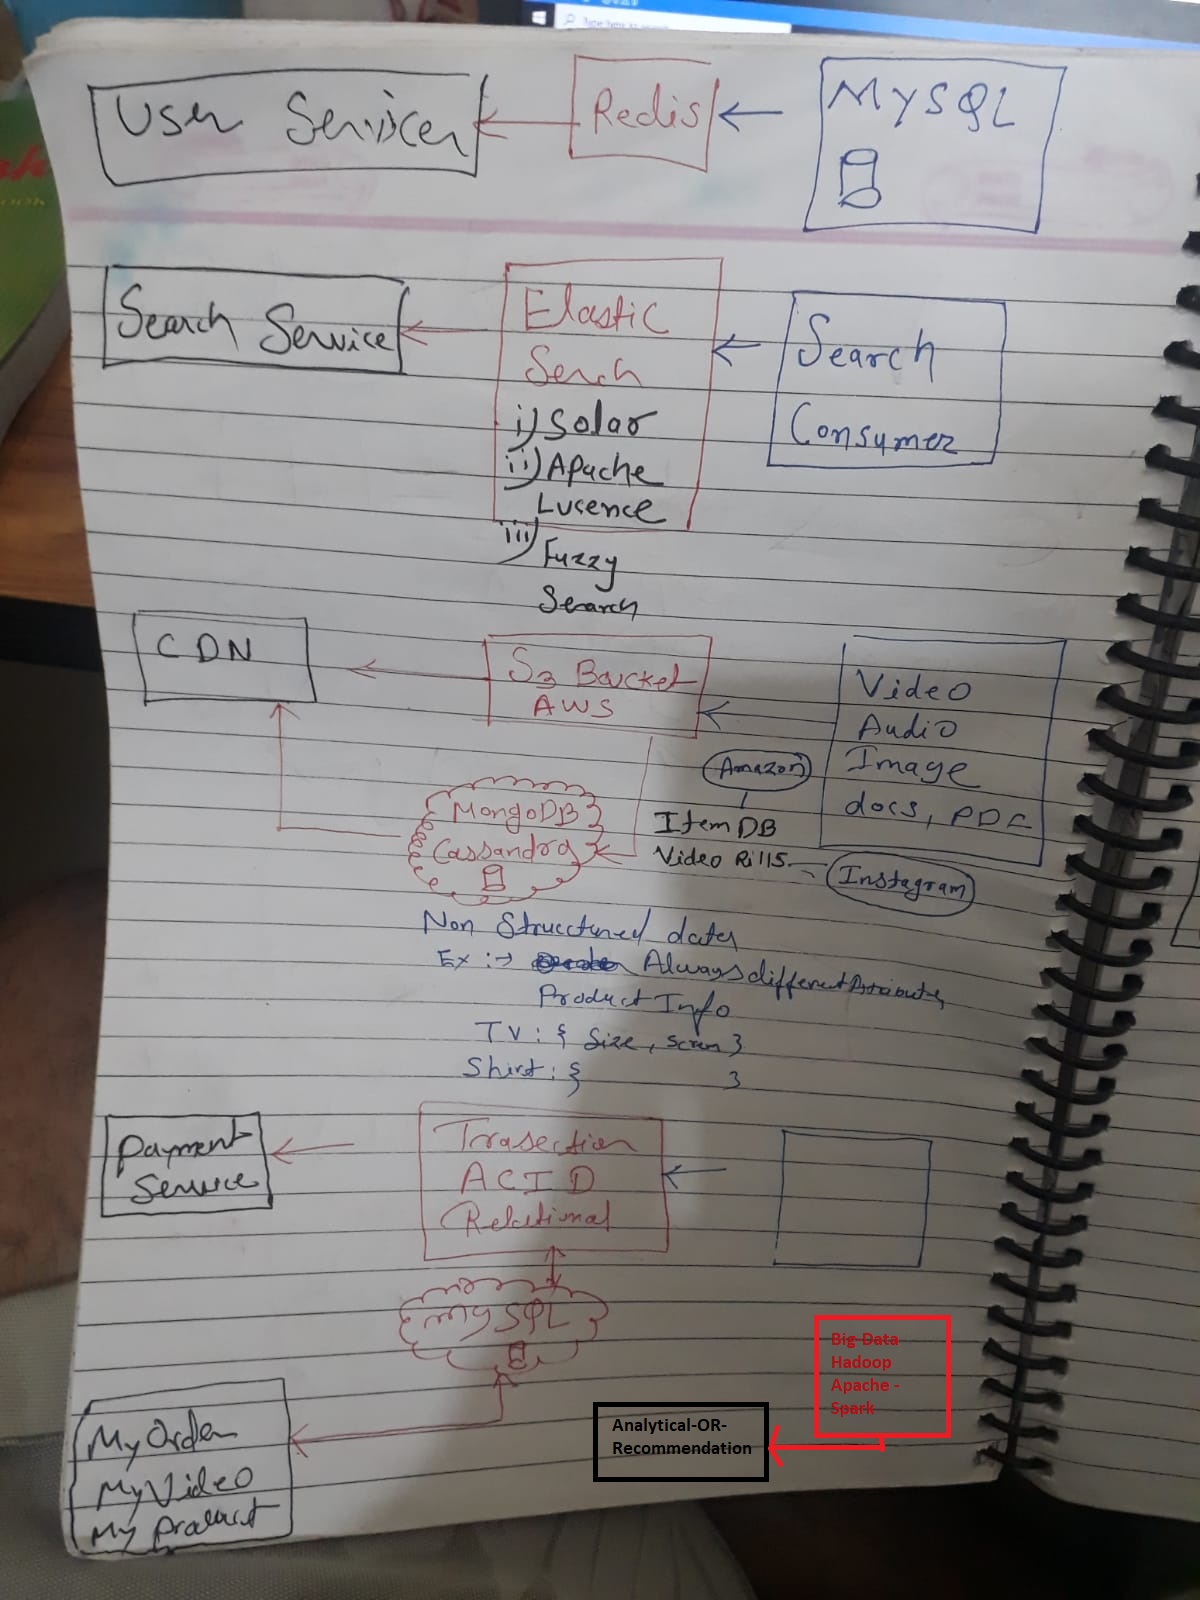 User Servicer
Redis
MYSQL
Search Service
Elastic
Serch
i) Solar
ii) Apache
Lucence
iii) Fuzzy
Search
Search
Consumer
CDN
S3 Bucket
AWS
Video
Audio
Image
docs, PDF
Amazon
MongoDB
Cassandra
Item DB
Video Rills
Instagram
Non Structured data
Ex :-> Always different Attribute
Product Info
TV : { Size, Screen }
Shirt : { }
Payment
Service
Trasection
ACID
Relational
MYSQL
My Order
My Video
My Product
Analytical-OR-
Recommendation
Big Data
Hadoop
Apache -
Spark